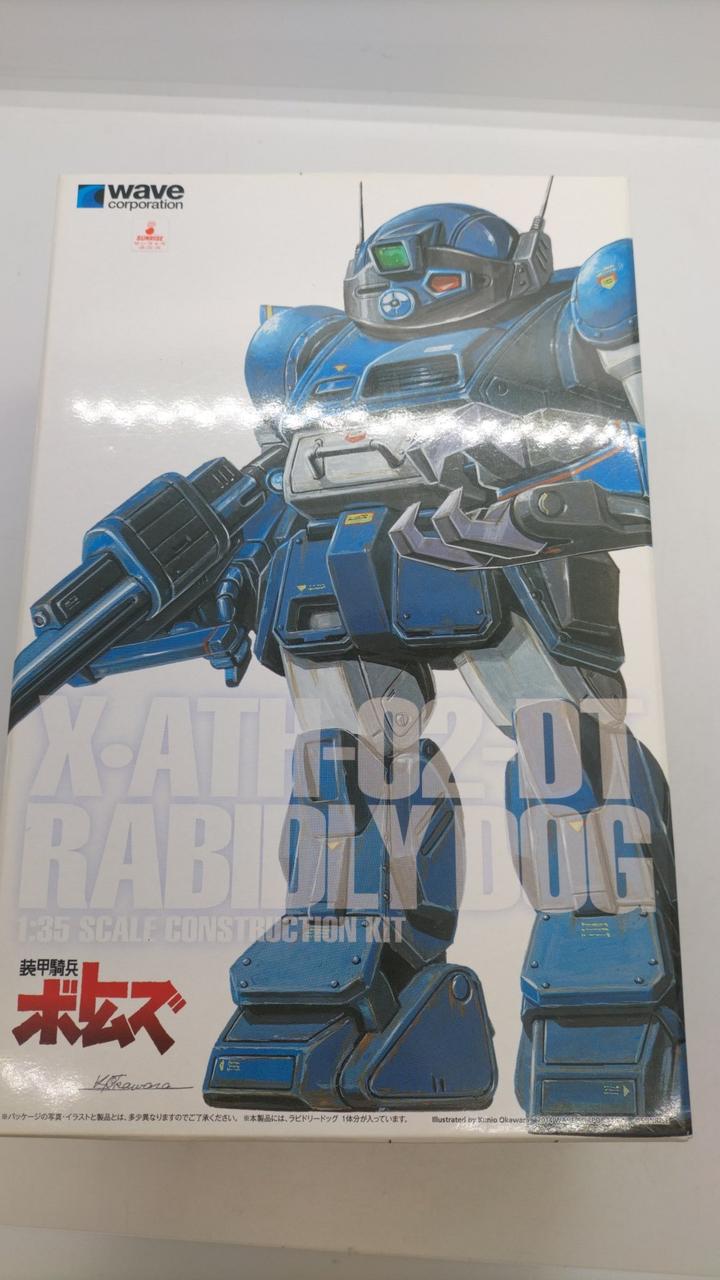 wave
corporation
SUNRISE
X・ATH-02-DT
RABIDLY DOG
1:35 SCALE CONSTRUCTION KIT
装甲騎兵
ボトムズ
K.Okawara
※パッケージの写真・イラストと製品とは、多少異なりますのでご了承ください。 ※本製品には、ラビドリードッグ 1体分が入っています。
Illustrated by Kunio Okawara